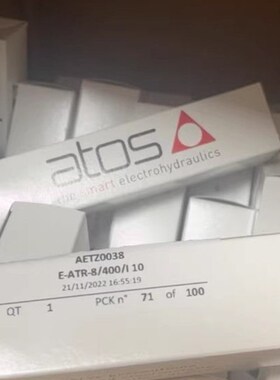 atos
the smart electrohydraulics
AETZ0038
E-ATR-8/400/I 10
21/11/2022 16:55:19
QT 1 PCK n° 71 of 100